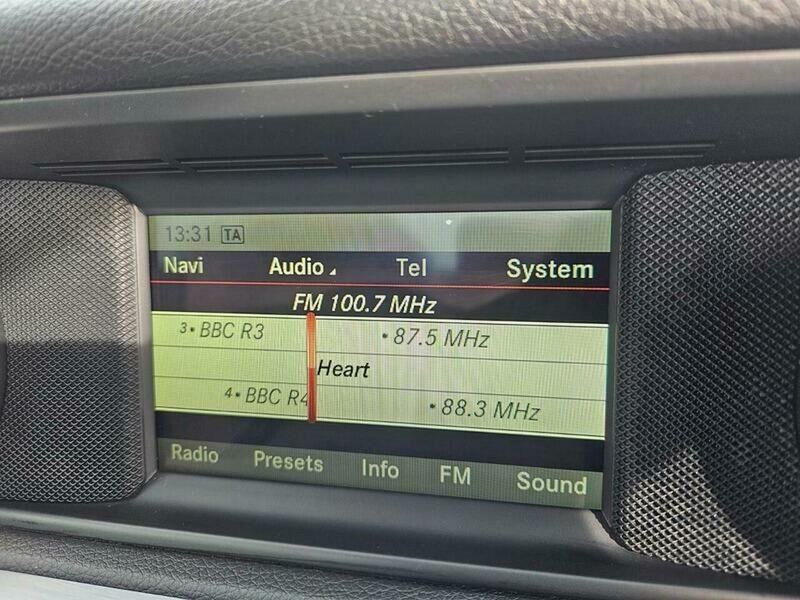 13:31 TA
Navi Audio Tel System
FM 100.7 MHz
3• BBC R3 • 87.5 MHz
Heart
4• BBC R4 • 88.3 MHz
Radio Presets Info FM Sound